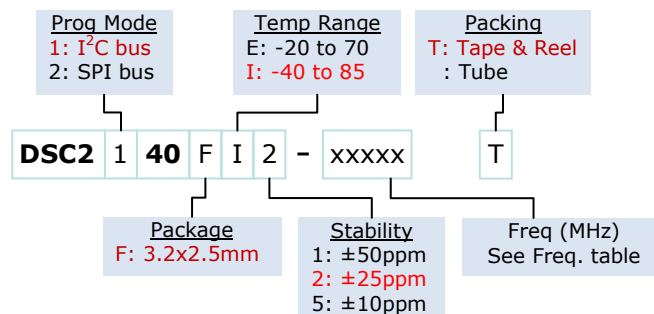 Prog Mode
1: I²C bus
2: SPI bus
Temp Range
E: -20 to 70
I: -40 to 85
Packing
T: Tape & Reel
: Tube
DSC2 1 40 F I 2 – xxxxx T
Package
F: 3.2x2.5mm
Stability
1: ±50ppm
2: ±25ppm
5: ±10ppm
Freq (MHz)
See Freq. table